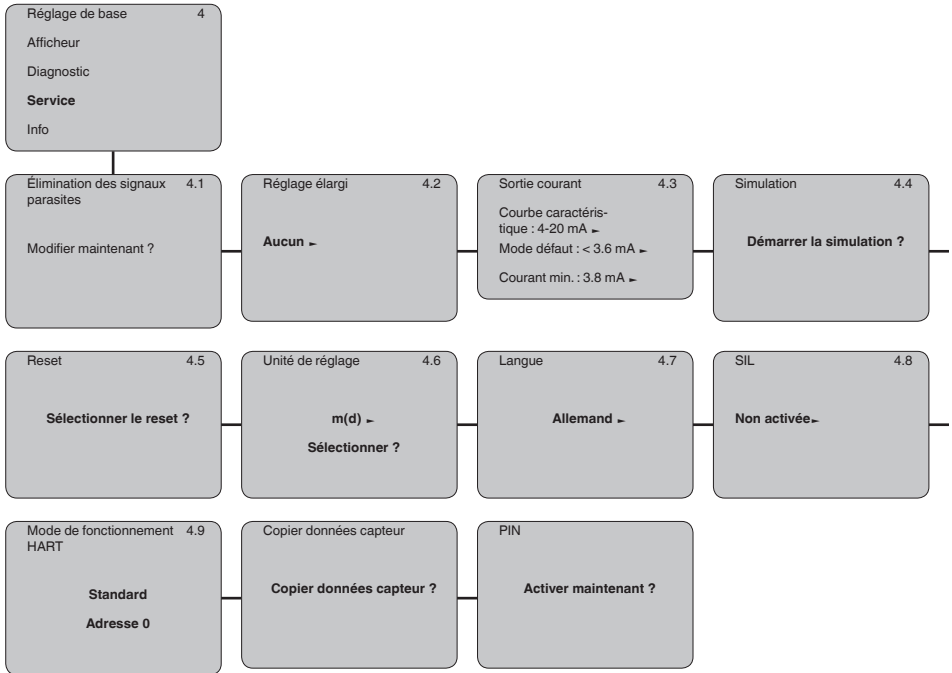 Réglage de base 4
Afficheur
Diagnostic
Service
Info
Élimination des signaux 4.1
parasites
Modifier maintenant ?
Réglage élargi 4.2
Aucun ►
Sortie courant 4.3
Courbe caractéris-
tique : 4-20 mA ►
Mode défaut : < 3.6 mA ►
Courant min. : 3.8 mA ►
Simulation 4.4
Démarrer la simulation ?
Reset 4.5
Sélectionner le reset ?
Unité de réglage 4.6
m(d) ►
Sélectionner ?
Langue 4.7
Allemand ►
SIL 4.8
Non activée►
Mode de fonctionnement 4.9
HART
Standard
Adresse 0
Copier données capteur
Copier données capteur ?
PIN
Activer maintenant ?